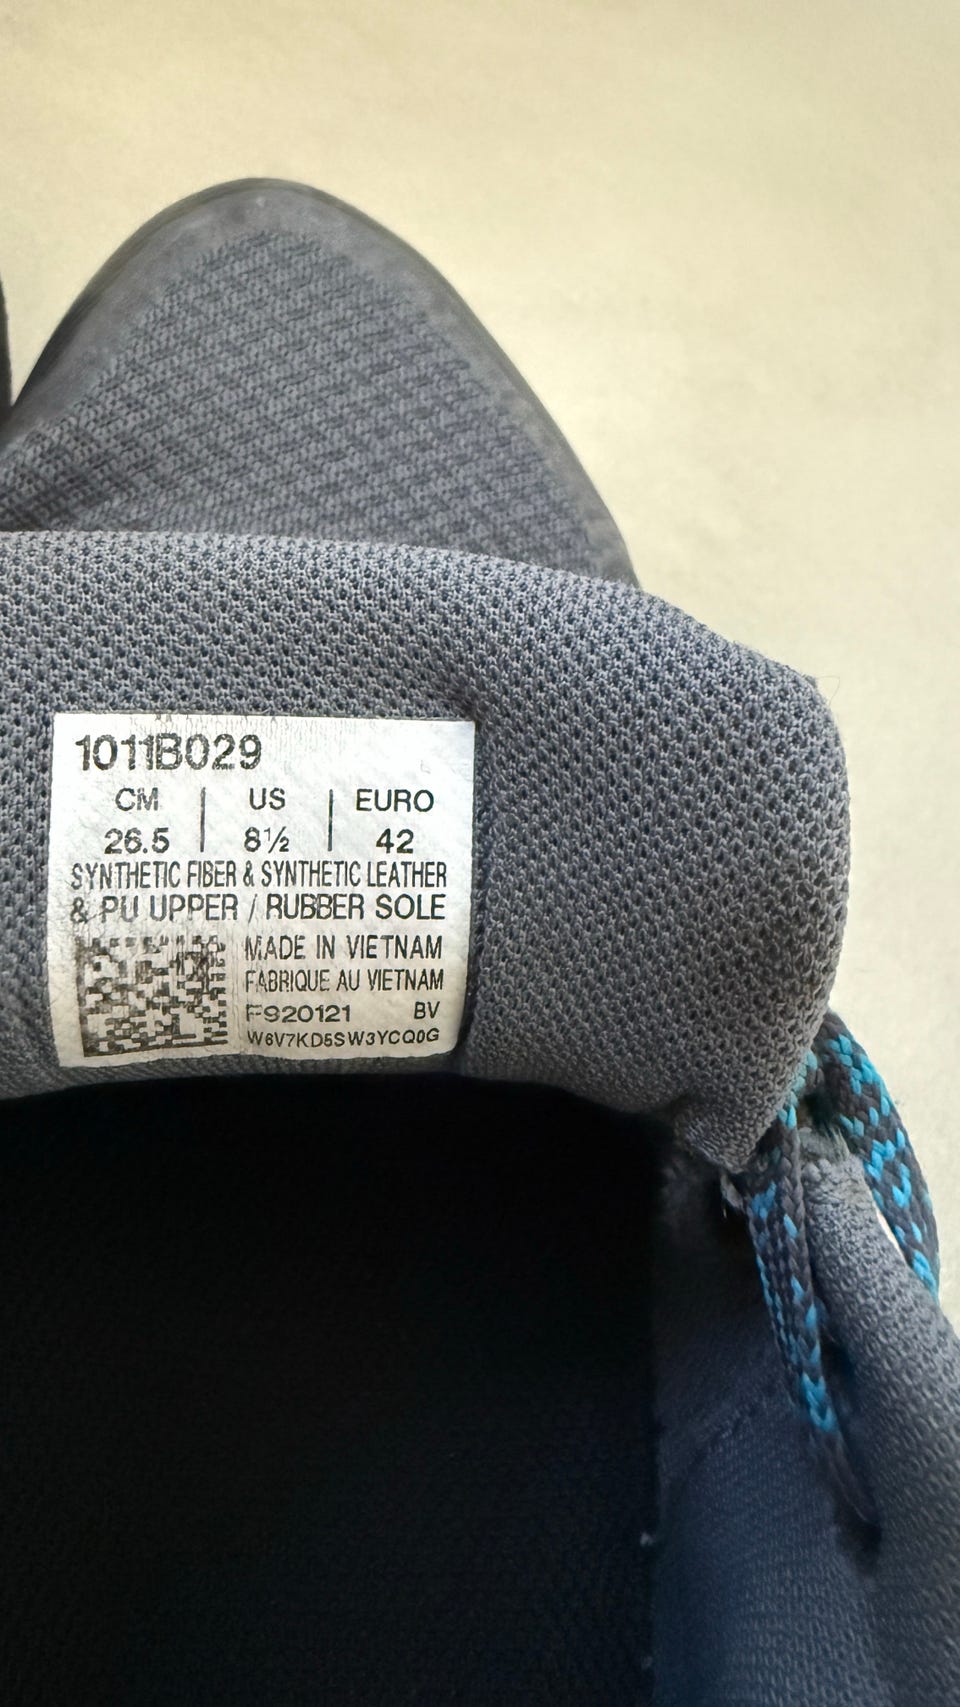 1011B029
CM | US | EURO
26.5 | 8½ | 42
SYNTHETIC FIBER & SYNTHETIC LEATHER
& PU UPPER / RUBBER SOLE
MADE IN VIETNAM
FABRIQUE AU VIETNAM
F920121 BV
W6V7KD5SW3YCQ0G